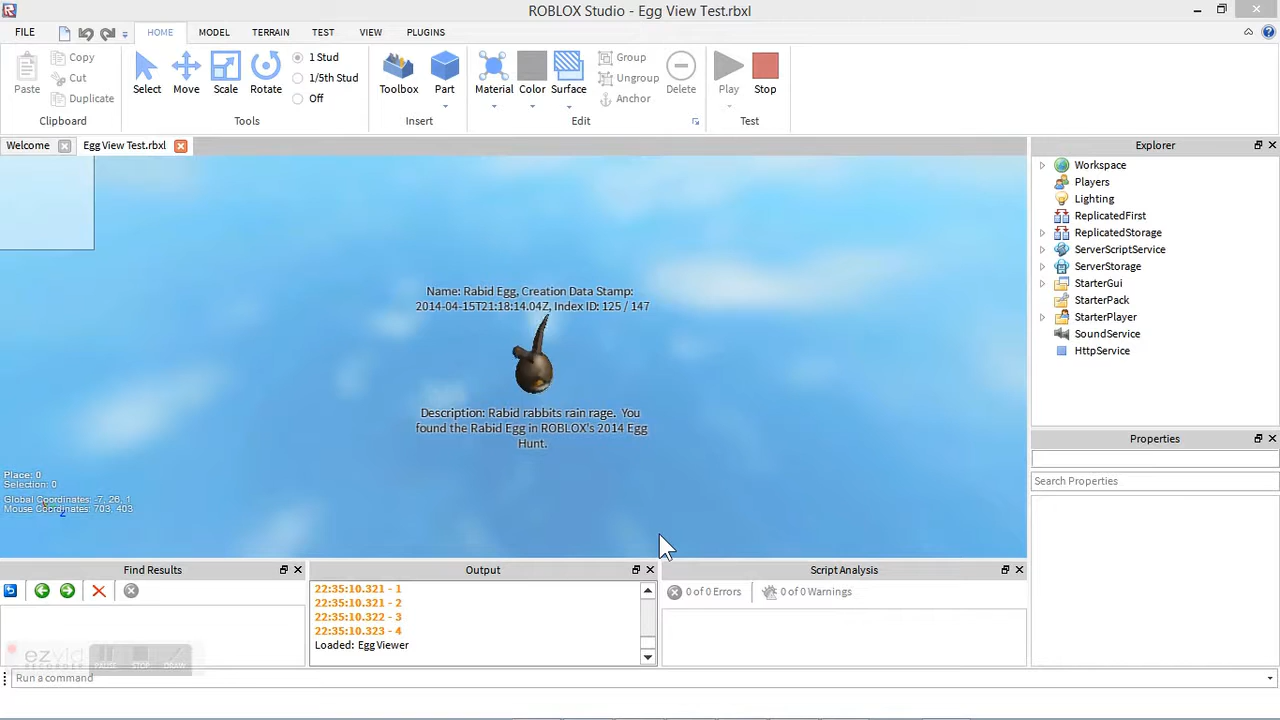 ROBLOX Studio - Egg View Test.rbxl
FILE HOME MODEL TERRAIN TEST VIEW PLUGINS
Paste
Copy
Cut
Duplicate
Clipboard
Select Move Scale Rotate
1 Stud
1/5th Stud
Off
Tools
Toolbox Part
Insert
Material Color Surface
Group
Ungroup
Anchor
Delete
Edit
Play Stop
Test
Welcome
Egg View Test.rbxl
Name: Rabid Egg, Creation Data Stamp:
2014-04-15T21:18:14.04Z, Index ID: 125 / 147
Description: Rabid rabbits rain rage. You
found the Rabid Egg in ROBLOX's 2014 Egg
Hunt.
Place: 0
Selection: 0
Global Coordinates: -7, 26, 1
Mouse Coordinates: 703, 403
Z
Explorer
Workspace
Players
Lighting
ReplicatedFirst
ReplicatedStorage
ServerScriptService
ServerStorage
StarterGui
StarterPack
StarterPlayer
SoundService
HttpService
Properties
Search Properties
Find Results
Output
22:35:10.321 - 1
22:35:10.321 - 2
22:35:10.322 - 3
22:35:10.323 - 4
Loaded: Egg Viewer
Script Analysis
0 of 0 Errors
0 of 0 Warnings
ezvid
RECORDER
PAUSE STOP DRAW
Run a command